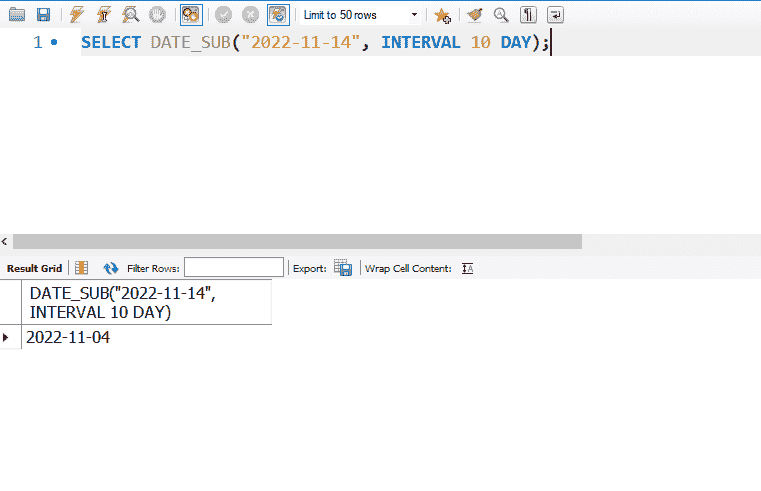 Limit to 50 rows
1 SELECT DATE_SUB("2022-11-14", INTERVAL 10 DAY);
Result Grid Filter Rows: Export: Wrap Cell Content:
DATE_SUB("2022-11-14",
INTERVAL 10 DAY)
2022-11-04